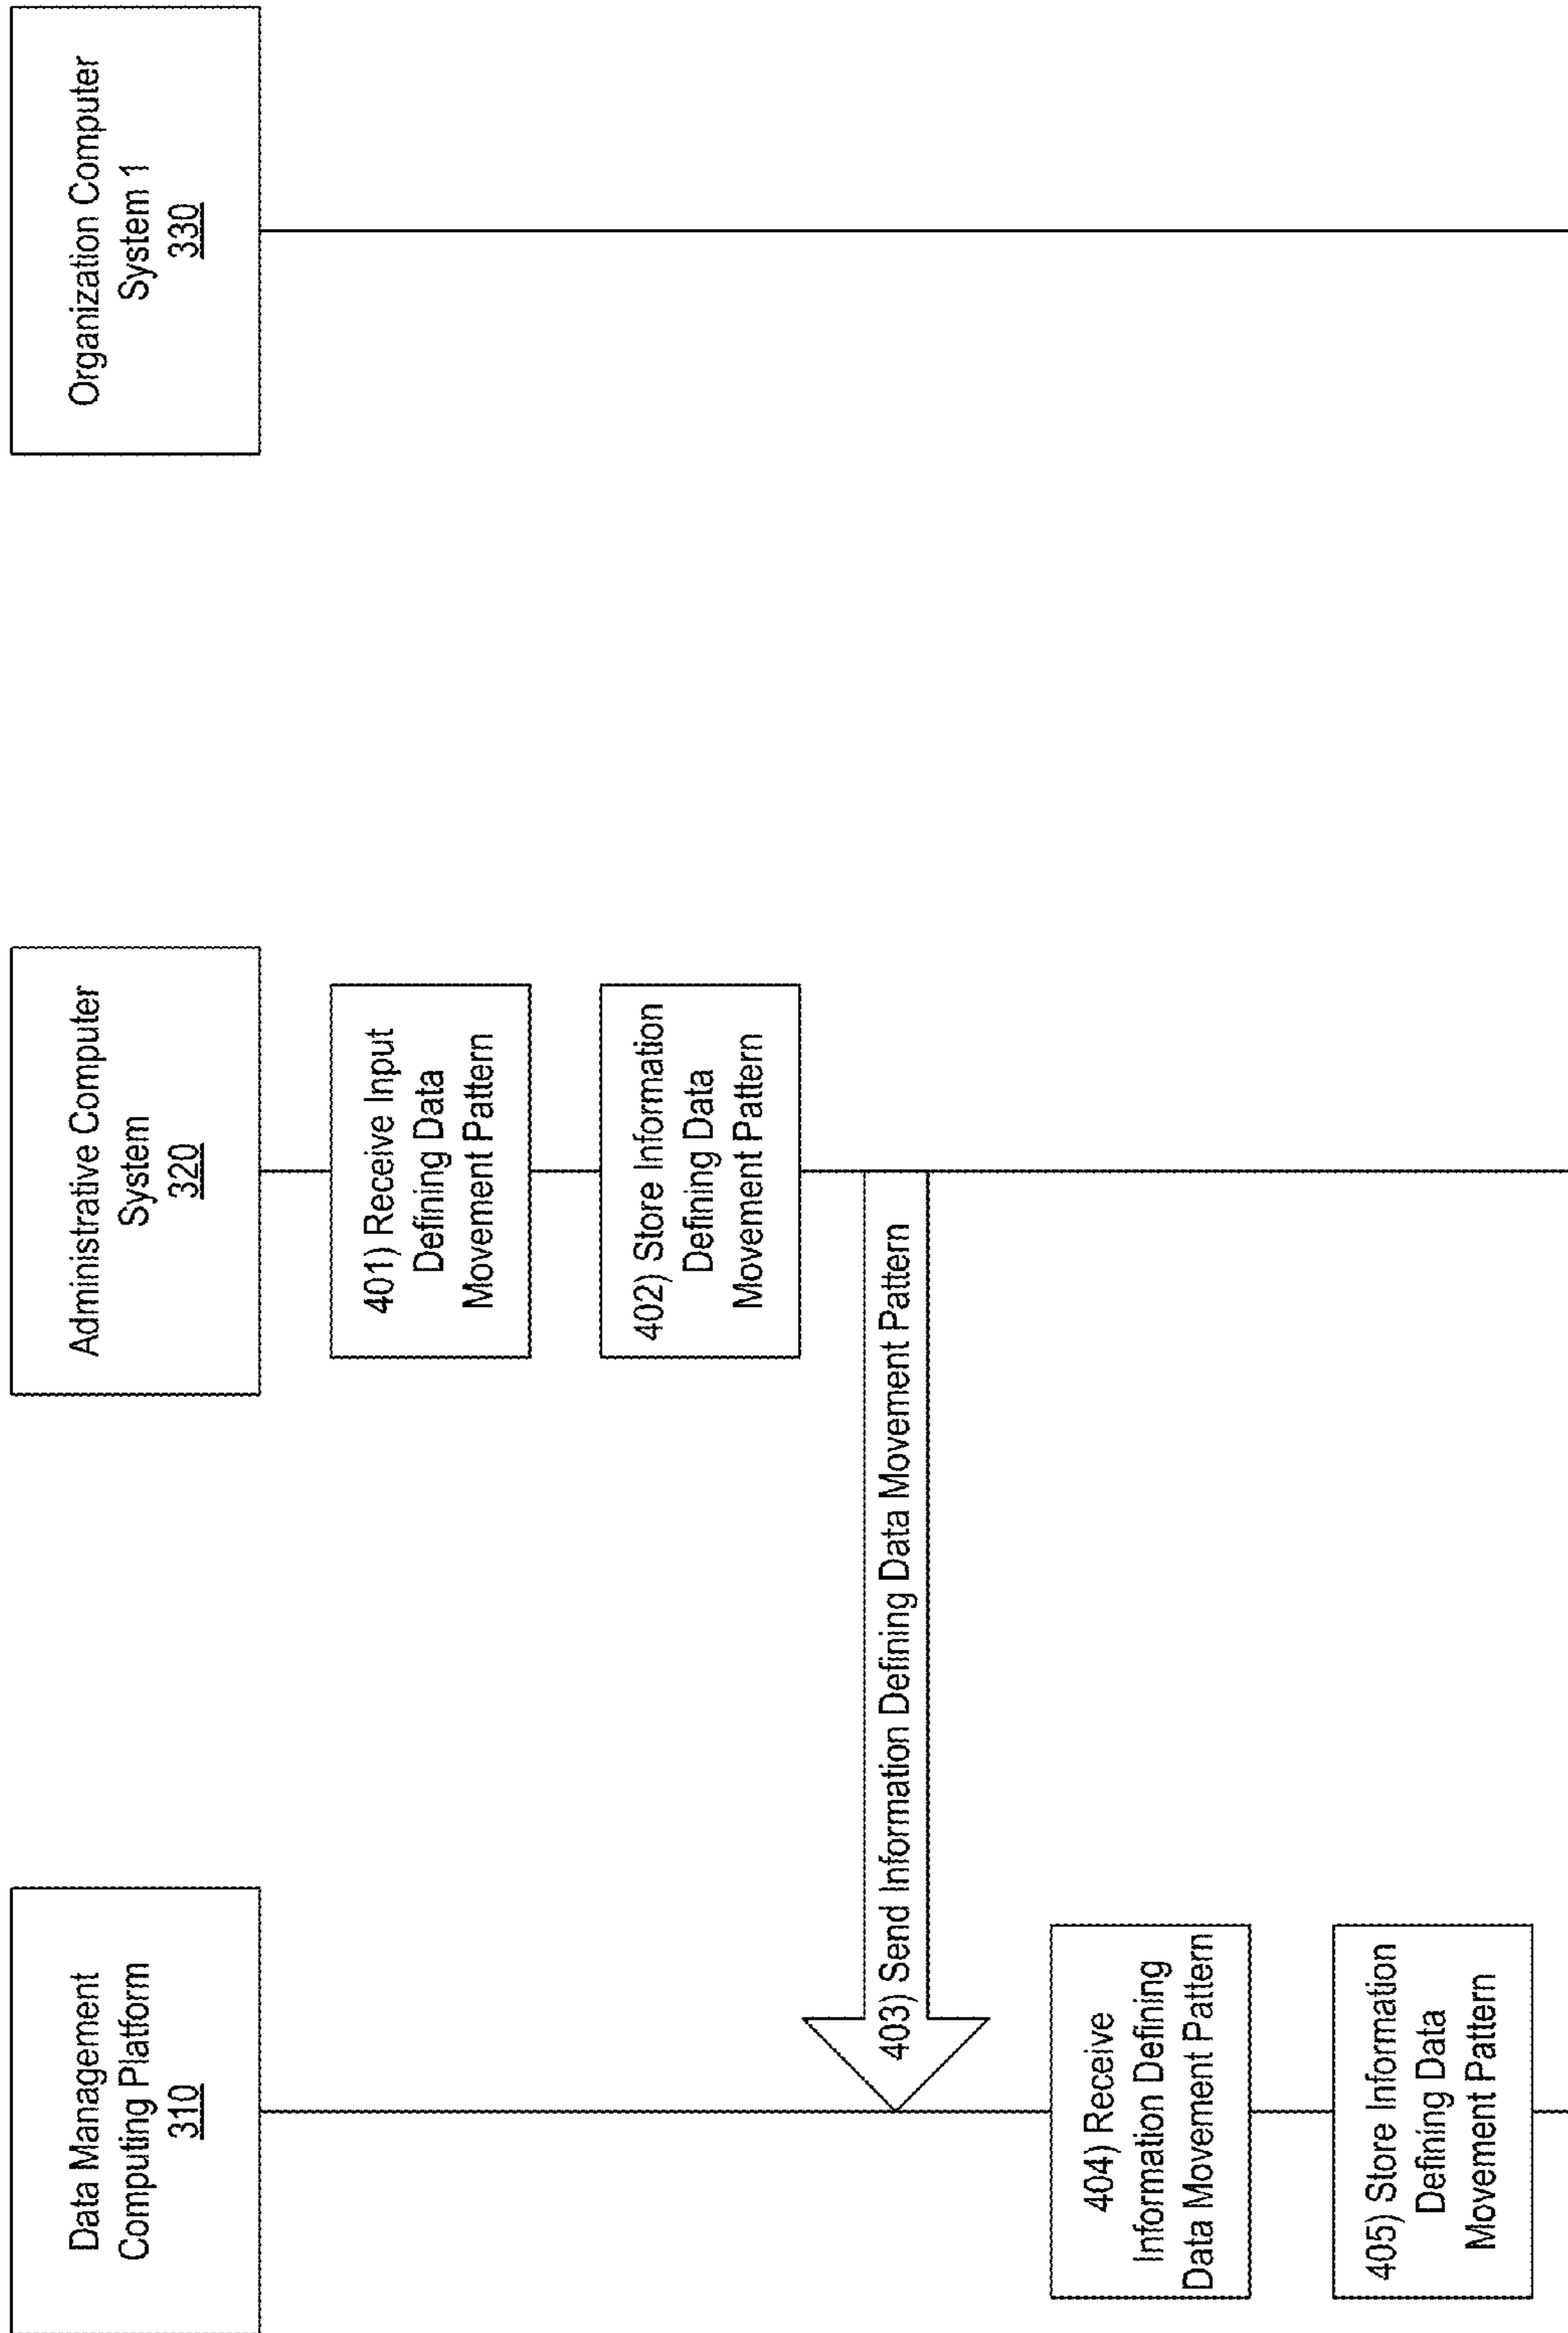 Data Management
Computing Platform
310
Administrative Computer
System
320
Organization Computer
System 1
330
401) Receive Input
Defining Data
Movement Pattern
402) Store Information
Defining Data
Movement Pattern
403) Send Information Defining Data Movement Pattern
404) Receive
Information Defining
Data Movement Pattern
405) Store Information
Defining Data
Movement Pattern